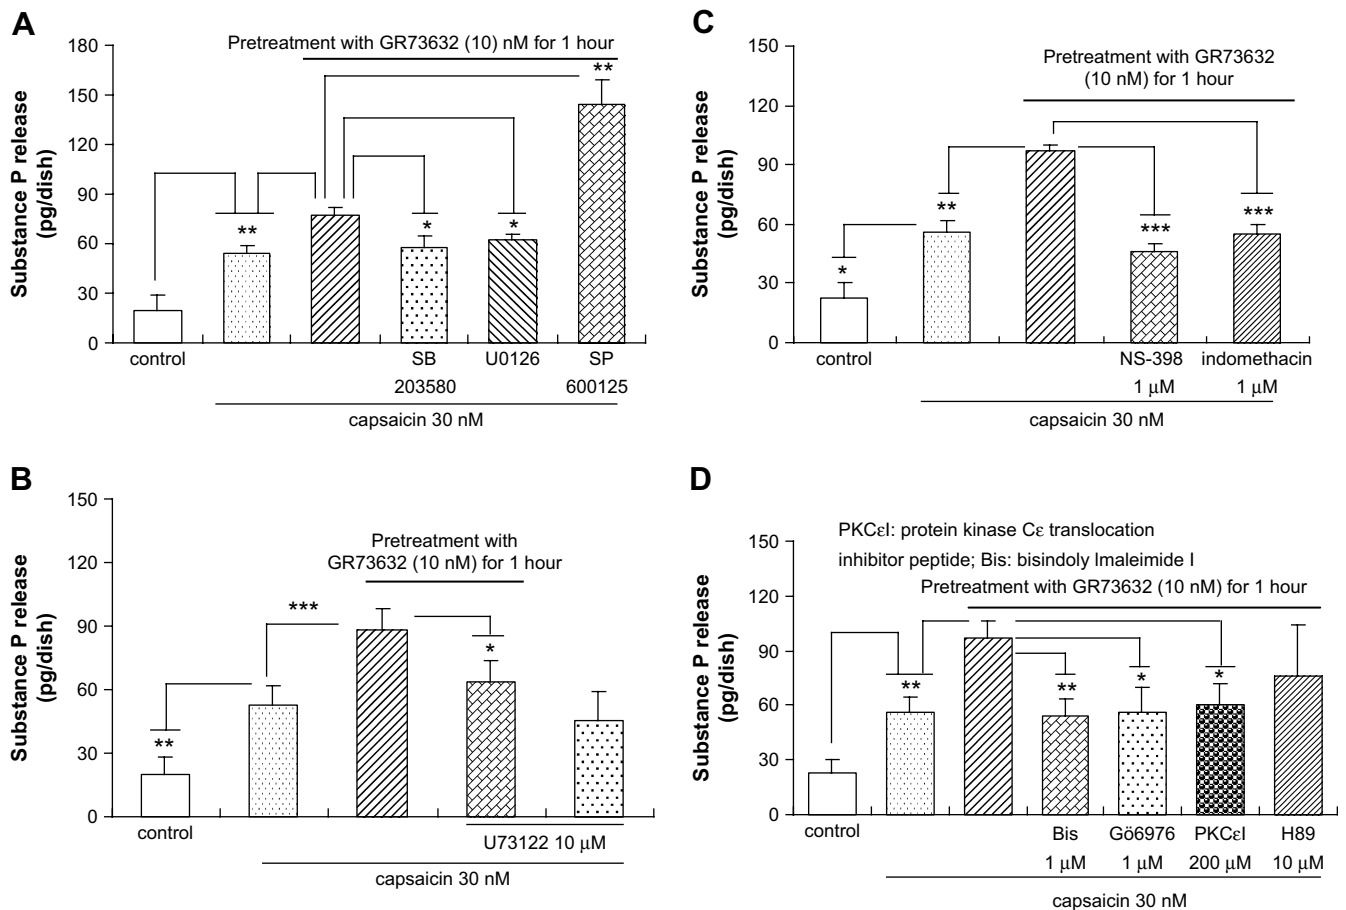 A
Pretreatment with GR73632 (10) nM for 1 hour
Substance P release
(pg/dish)
180
150
120
90
60
30
0
**
*
*
**
control
SB
203580
U0126
SP
600125
capsaicin 30 nM
C
Pretreatment with GR73632
(10 nM) for 1 hour
Substance P release
(pg/dish)
150
120
90
60
30
0
*
**
***
***
control
NS-398
1 μM
indomethacin
1 μM
capsaicin 30 nM
B
Pretreatment with
GR73632 (10 nM) for 1 hour
Substance P release
(pg/dish)
150
120
90
60
30
0
**
***
*
control
U73122 10 μM
capsaicin 30 nM
D
PKCεI: protein kinase Cε translocation
inhibitor peptide; Bis: bisindoly lmaleimide I
Pretreatment with GR73632 (10 nM) for 1 hour
Substance P release
(pg/dish)
150
120
90
60
30
0
**
**
*
*
control
Bis
1 μM
Gö6976
1 μM
PKCεI
200 μM
H89
10 μM
capsaicin 30 nM